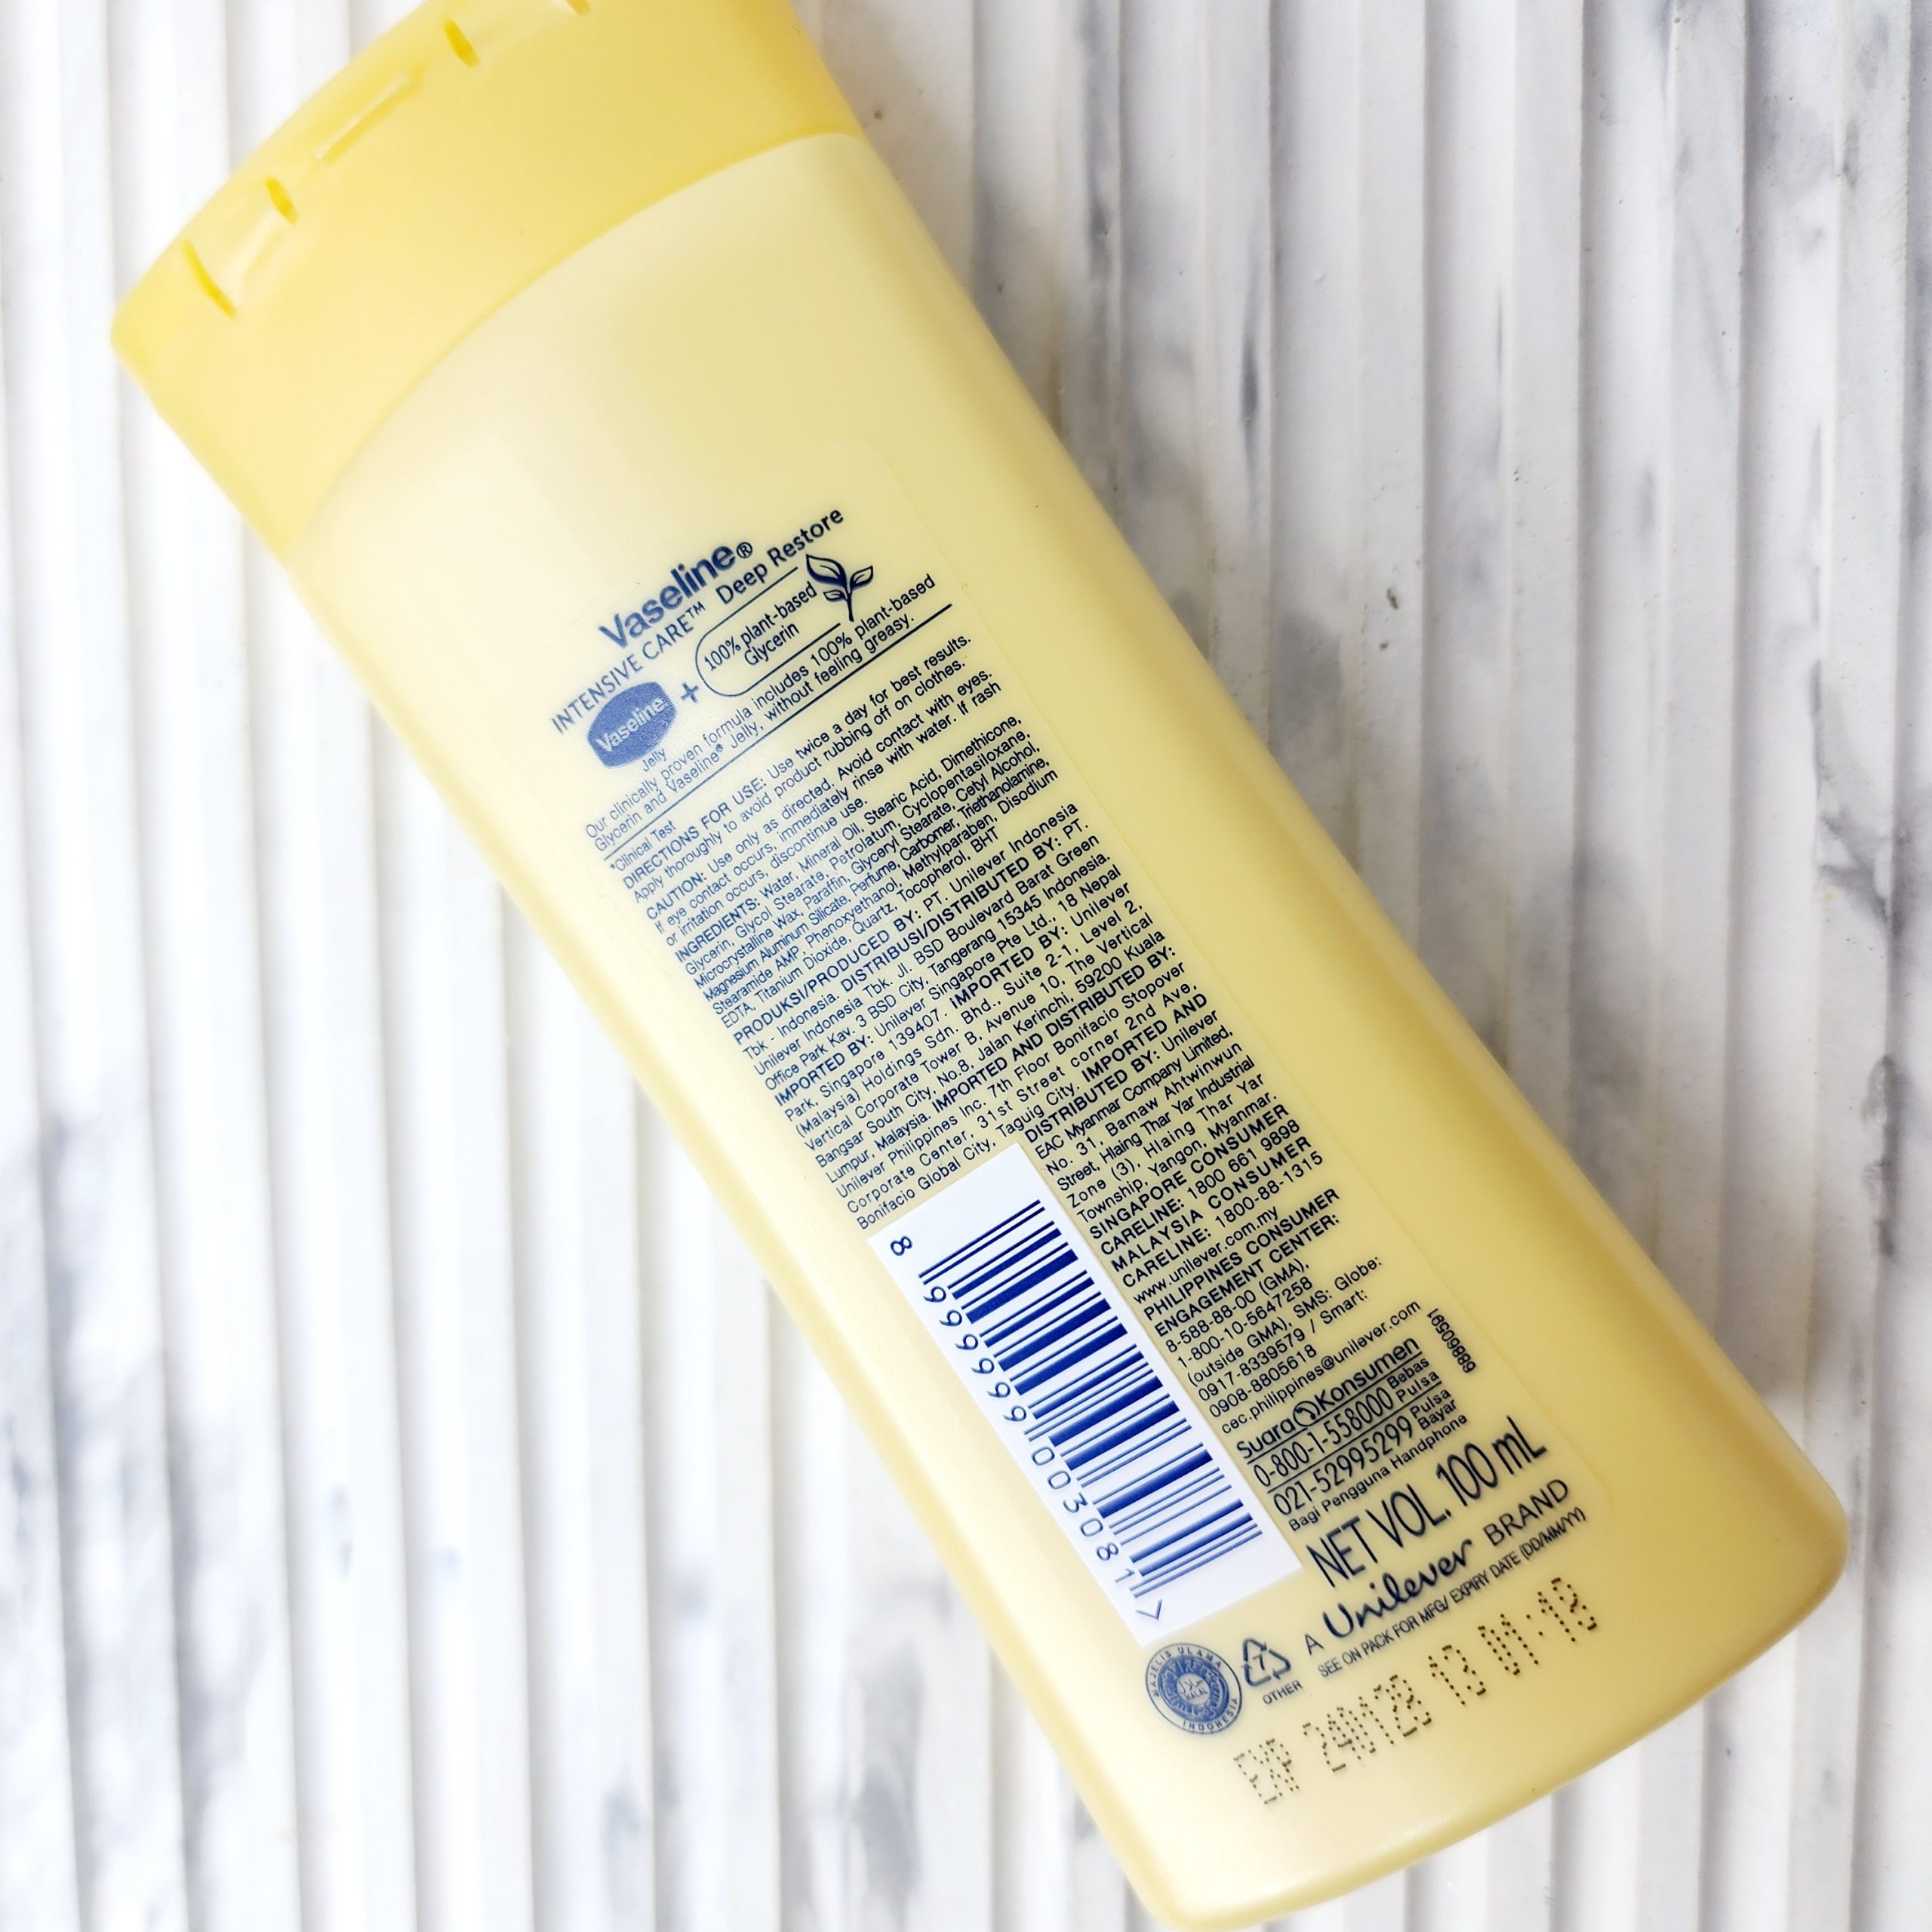 Vaseline®
INTENSIVE CARE™ Deep Restore
Vaseline
Jelly
+
100% plant-based
Glycerin
Our clinically proven formula includes 100% plant-based
Glycerin and Vaseline® Jelly, without feeling greasy.
*Clinical Test
DIRECTIONS FOR USE: Use twice a day for best results.
Apply thoroughly to avoid product rubbing off on clothes.
CAUTION: Use only as directed. Avoid contact with eyes.
If eye contact occurs, immediately rinse with water. If rash
or irritation occurs, discontinue use.
INGREDIENTS: Water, Mineral Oil, Stearic Acid, Dimethicone,
Glycerin, Glycol Stearate, Petrolatum, Cyclopentasiloxane,
Microcrystalline Wax, Paraffin, Glyceryl Stearate, Cetyl Alcohol,
Magnesium Aluminum Silicate, Perfume, Carbomer, Triethanolamine,
Stearamide AMP, Phenoxyethanol, Methylparaben, Disodium
EDTA, Titanium Dioxide, Quartz, Tocopherol, BHT
PRODUKSI/PRODUCED BY: PT. Unilever Indonesia
Tbk - Indonesia. DISTRIBUSI/DISTRIBUTED BY: PT.
Unilever Indonesia Tbk. Jl. BSD Boulevard Barat Green
Office Park Kav. 3 BSD City, Tangerang 15345 Indonesia.
IMPORTED BY: Unilever Singapore Pte Ltd., 18 Nepal
Park, Singapore 139407. IMPORTED BY: Unilever
(Malaysia) Holdings Sdn. Bhd., Suite 2-1, Level 2,
Vertical Corporate Tower B, Avenue 10, The Vertical
Bangsar South City, No.8, Jalan Kerinchi, 59200 Kuala
Lumpur, Malaysia. IMPORTED AND DISTRIBUTED BY:
Unilever Philippines Inc. 7th Floor Bonifacio Stopover
Corporate Center, 31st Street corner 2nd Ave,
Bonifacio Global City, Taguig City. IMPORTED AND
DISTRIBUTED BY: Unilever
EAC Myanmar Company Limited,
No. 31, Bamaw Ahtwinwun
Street, Hlaing Thar Yar Industrial
Zone (3), Hlaing Thar Yar
Township, Yangon, Myanmar.
SINGAPORE CONSUMER
CARELINE: 1800 661 9898
MALAYSIA CONSUMER
CARELINE: 1800-88-1315
www.unilever.com.my
PHILIPPINES CONSUMER
ENGAGEMENT CENTER:
8-588-88-00 (GMA),
1-800-10-5647258
(outside GMA), SMS: Globe:
0917-8339579 / Smart:
0908-8805618
cec.philippines@unilever.com
Suara Konsumen
0-800-1-558000 Bebas Pulsa
021-52995299 Pulsa Bayar
Bagi Pengguna Handphone
8 999999 003081 >
NET VOL. 100 mL
A Unilever BRAND
SEE ON PACK FOR MFG/ EXPIRY DATE (DD/MM/YY)
MAJELIS ULAMA
حلال
HALAL
INDONESIA
7
OTHER
EXP 240128 13 01:18